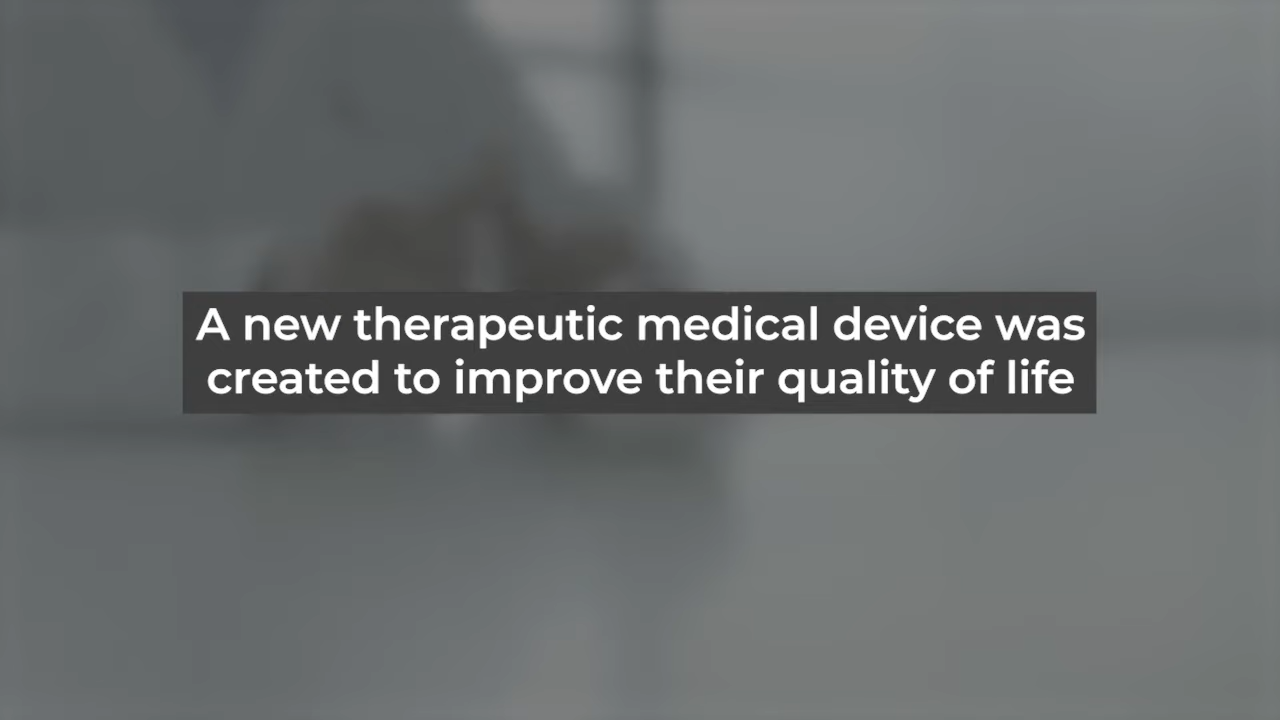 A new therapeutic medical device was
created to improve their quality of life